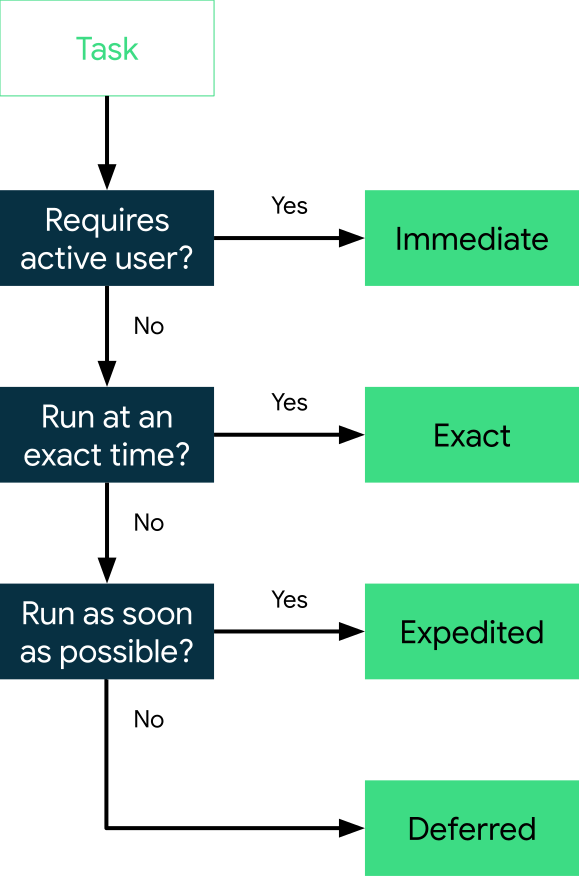 Task
Requires
active user?
Yes
Immediate
No
Run at an
exact time?
Yes
Exact
No
Run as soon
as possible?
Yes
Expedited
No
Deferred